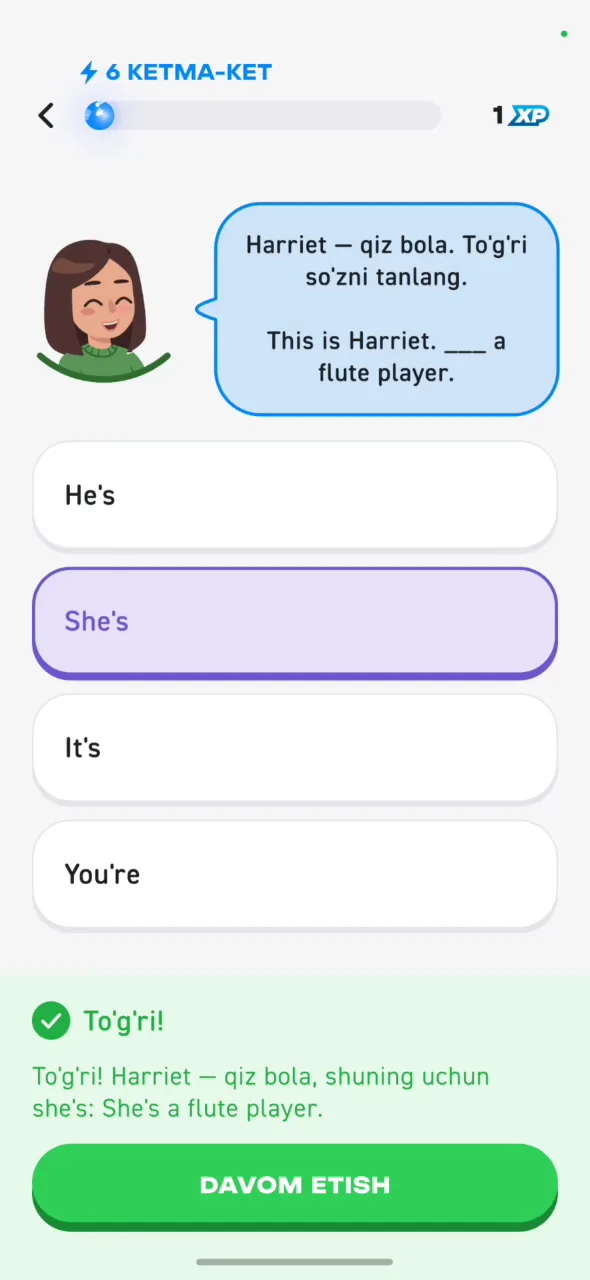 6 KETMA-KET
1 XP
Harriet — qiz bola. To'g'ri
so'zni tanlang.
This is Harriet. ___ a
flute player.
He's
She's
It's
You're
To'g'ri!
To'g'ri! Harriet — qiz bola, shuning uchun
she's: She's a flute player.
DAVOM ETISH